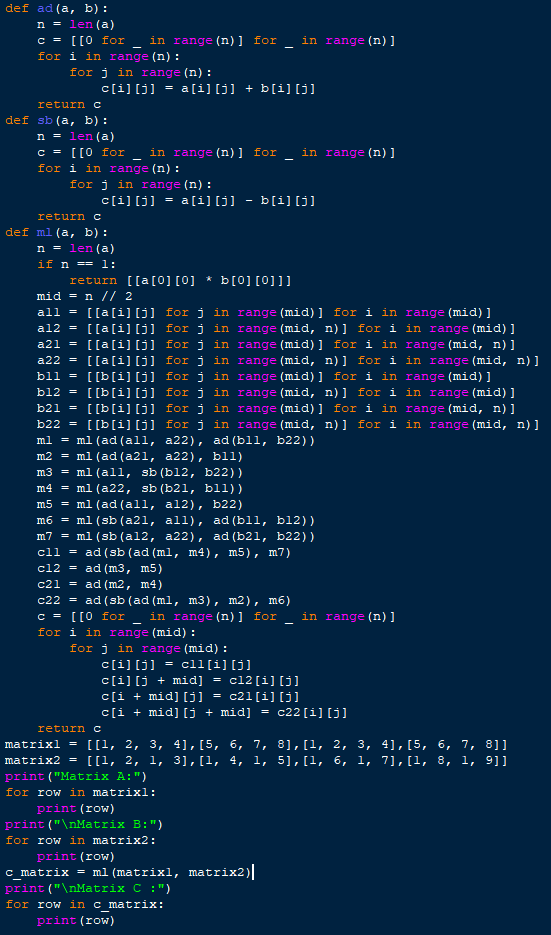 def ad(a, b):
    n = len(a)
    c = [[0 for _ in range(n)] for _ in range(n)]
    for i in range(n):
        for j in range(n):
            c[i][j] = a[i][j] + b[i][j]
    return c
def sb(a, b):
    n = len(a)
    c = [[0 for _ in range(n)] for _ in range(n)]
    for i in range(n):
        for j in range(n):
            c[i][j] = a[i][j] - b[i][j]
    return c
def ml(a, b):
    n = len(a)
    if n == 1:
        return [[a[0][0] * b[0][0]]]
    mid = n // 2
    a11 = [[a[i][j] for j in range(mid)] for i in range(mid)]
    a12 = [[a[i][j] for j in range(mid, n)] for i in range(mid)]
    a21 = [[a[i][j] for j in range(mid)] for i in range(mid, n)]
    a22 = [[a[i][j] for j in range(mid, n)] for i in range(mid, n)]
    b11 = [[b[i][j] for j in range(mid)] for i in range(mid)]
    b12 = [[b[i][j] for j in range(mid, n)] for i in range(mid)]
    b21 = [[b[i][j] for j in range(mid)] for i in range(mid, n)]
    b22 = [[b[i][j] for j in range(mid, n)] for i in range(mid, n)]
    m1 = ml(ad(a11, a22), ad(b11, b22))
    m2 = ml(ad(a21, a22), b11)
    m3 = ml(a11, sb(b12, b22))
    m4 = ml(a22, sb(b21, b11))
    m5 = ml(ad(a11, a12), b22)
    m6 = ml(sb(a21, a11), ad(b11, b12))
    m7 = ml(sb(a12, a22), ad(b21, b22))
    c11 = ad(sb(ad(m1, m4), m5), m7)
    c12 = ad(m3, m5)
    c21 = ad(m2, m4)
    c22 = ad(sb(ad(m1, m3), m2), m6)
    c = [[0 for _ in range(n)] for _ in range(n)]
    for i in range(mid):
        for j in range(mid):
            c[i][j] = c11[i][j]
            c[i][j + mid] = c12[i][j]
            c[i + mid][j] = c21[i][j]
            c[i + mid][j + mid] = c22[i][j]
    return c
matrix1 = [[1, 2, 3, 4],[5, 6, 7, 8],[1, 2, 3, 4],[5, 6, 7, 8]]
matrix2 = [[1, 2, 1, 3],[1, 4, 1, 5],[1, 6, 1, 7],[1, 8, 1, 9]]
print("Matrix A:")
for row in matrix1:
    print(row)
print("\nMatrix B:")
for row in matrix2:
    print(row)
c_matrix = ml(matrix1, matrix2)
print("\nMatrix C :")
for row in c_matrix:
    print(row)